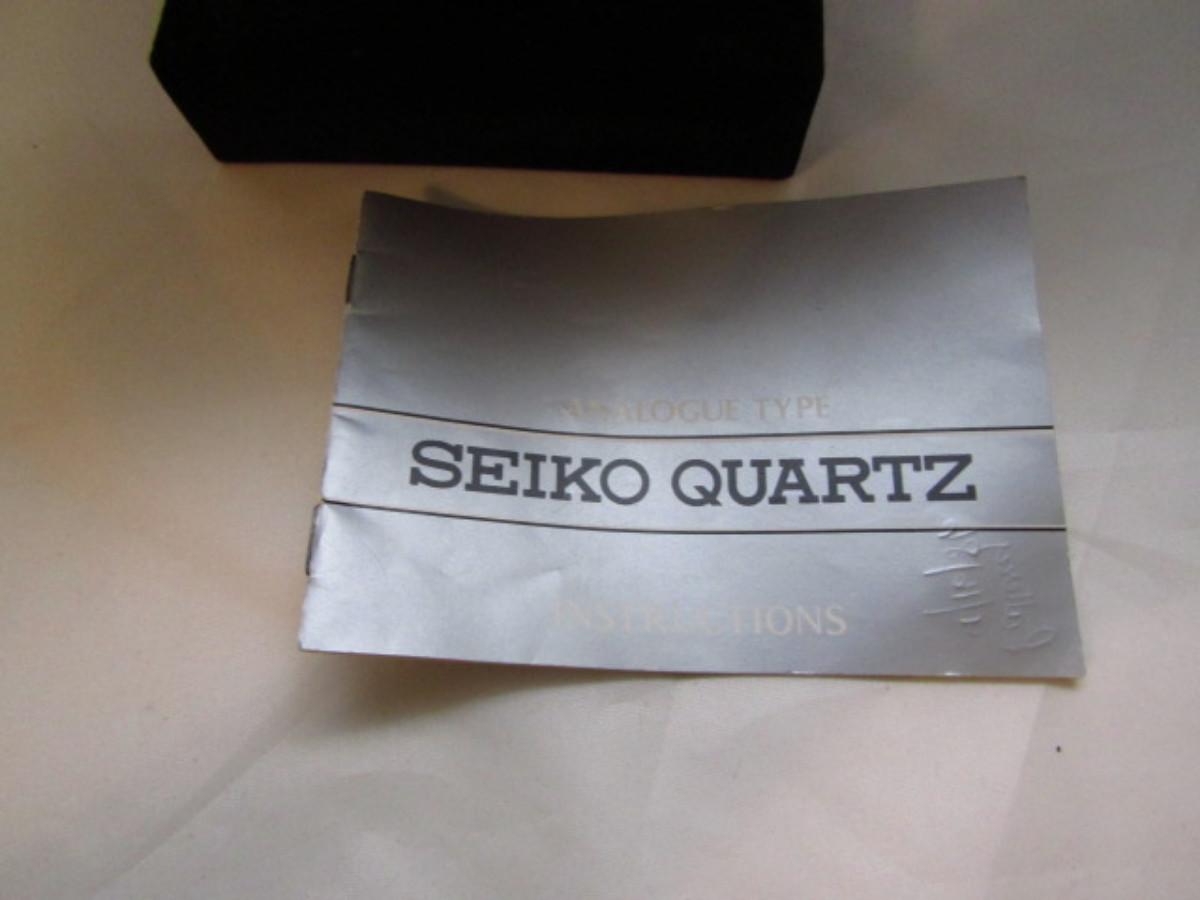 ANALOGUE TYPE
SEIKO QUARTZ
INSTRUCTIONS